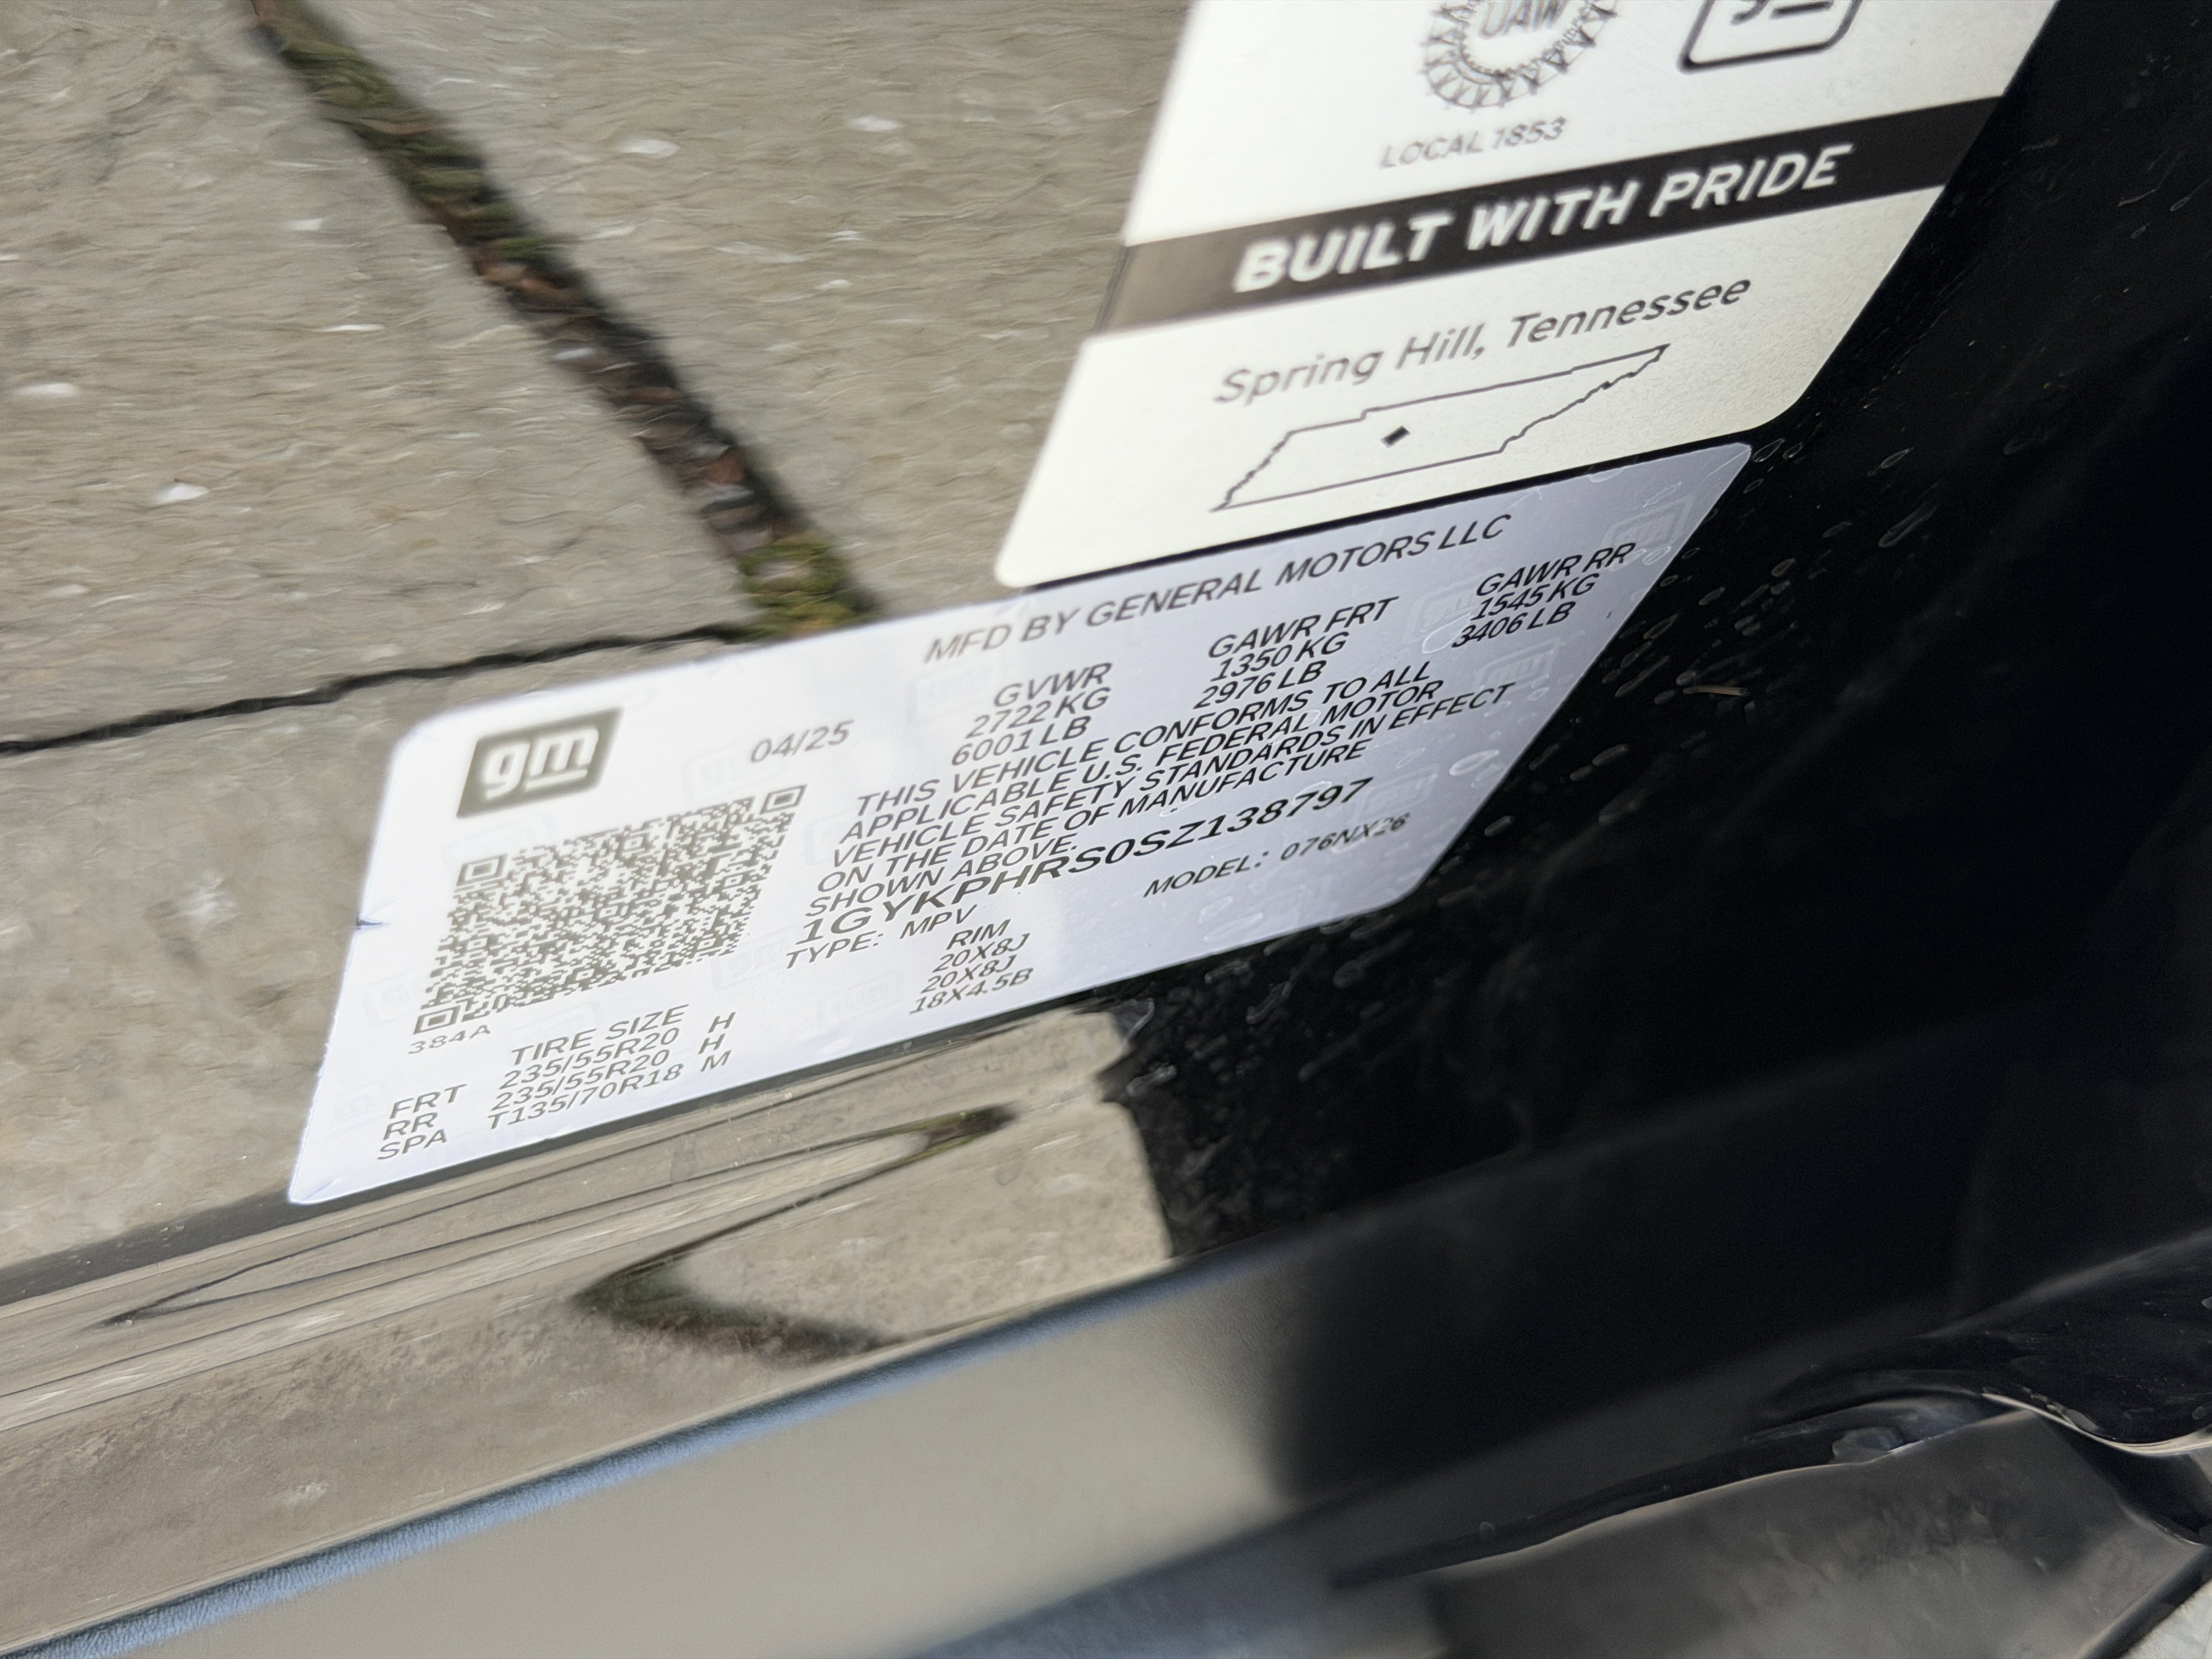 UAW
LOCAL 1853
BUILT WITH PRIDE
Spring Hill, Tennessee
MFD BY GENERAL MOTORS LLC
gm
04/25
GVWR GAWR FRT GAWR RR
2722 KG 1350 KG 1545 KG
6001 LB 2976 LB 3406 LB
THIS VEHICLE CONFORMS TO ALL
APPLICABLE U.S. FEDERAL MOTOR
VEHICLE SAFETY STANDARDS IN EFFECT
ON THE DATE OF MANUFACTURE
SHOWN ABOVE.
1GYKPHRS0SZ138797
TYPE: MPV MODEL: 076NX26
384A
TIRE SIZE RIM
FRT 235/55R20 H 20X8J
RR 235/55R20 H 20X8J
SPA T135/70R18 M 18X4.5B